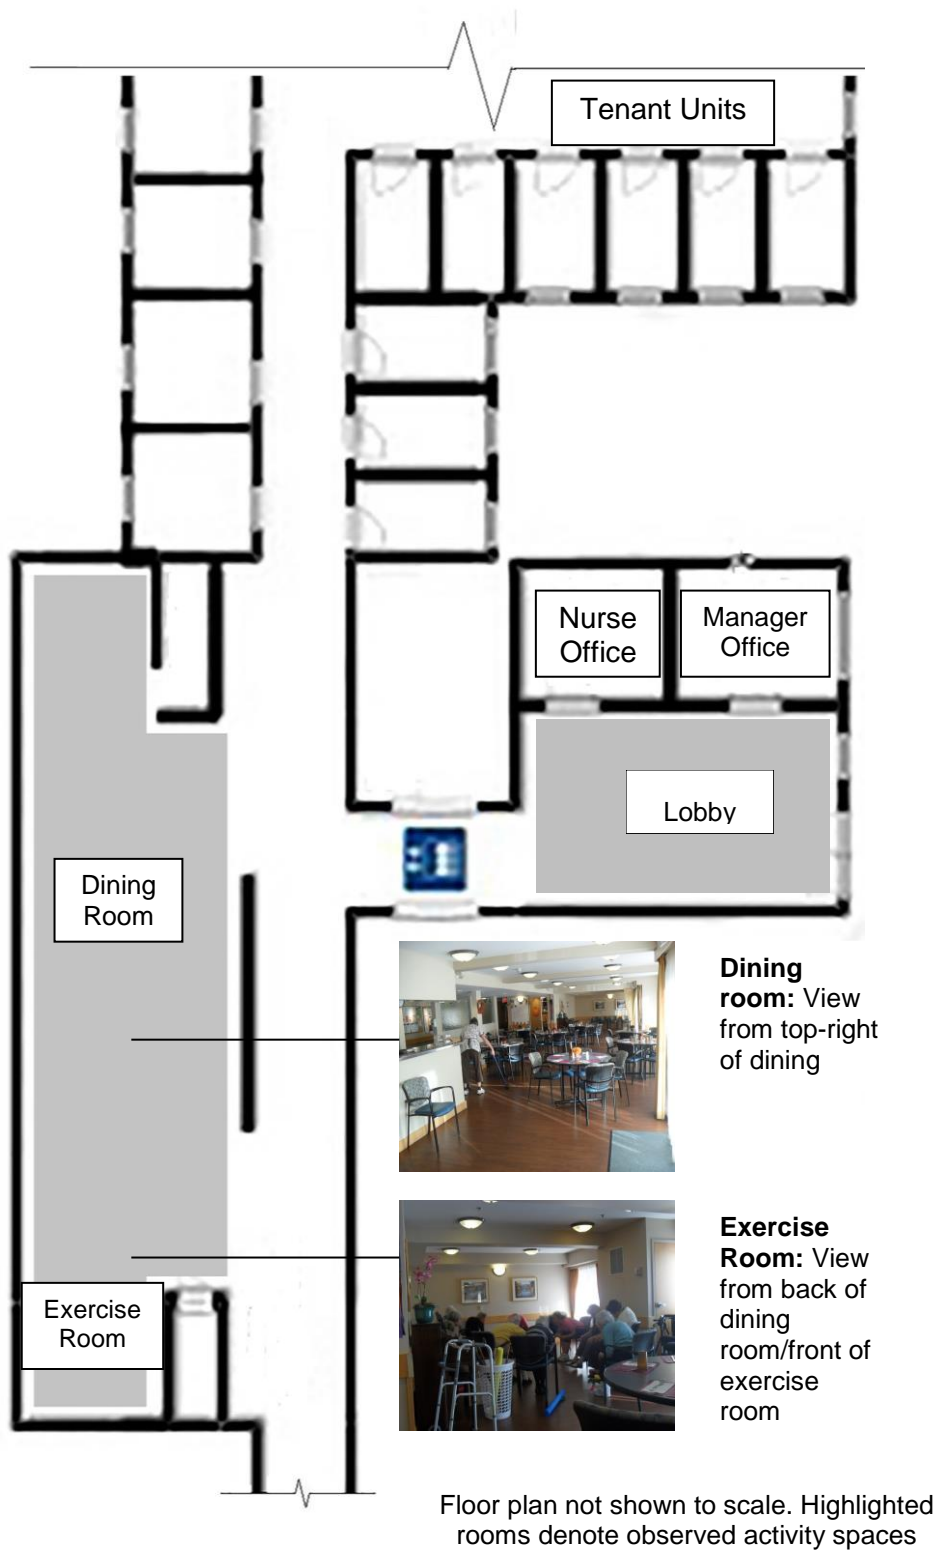 Tenant Units
Nurse
Office
Manager
Office
Lobby
Dining
Room
Dining
room: View
from top-right
of dining
Exercise
Room: View
from back of
dining
room/front of
exercise
room
Exercise
Room
Floor plan not shown to scale. Highlighted
rooms denote observed activity spaces